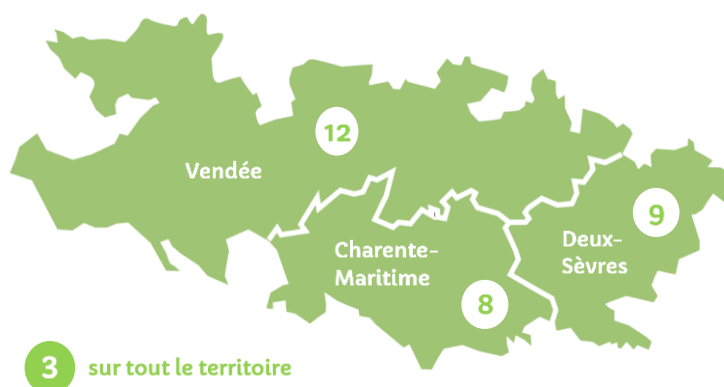 12
Vendée
9
Charente-
Maritime
Deux-
Sèvres
8
3 sur tout le territoire